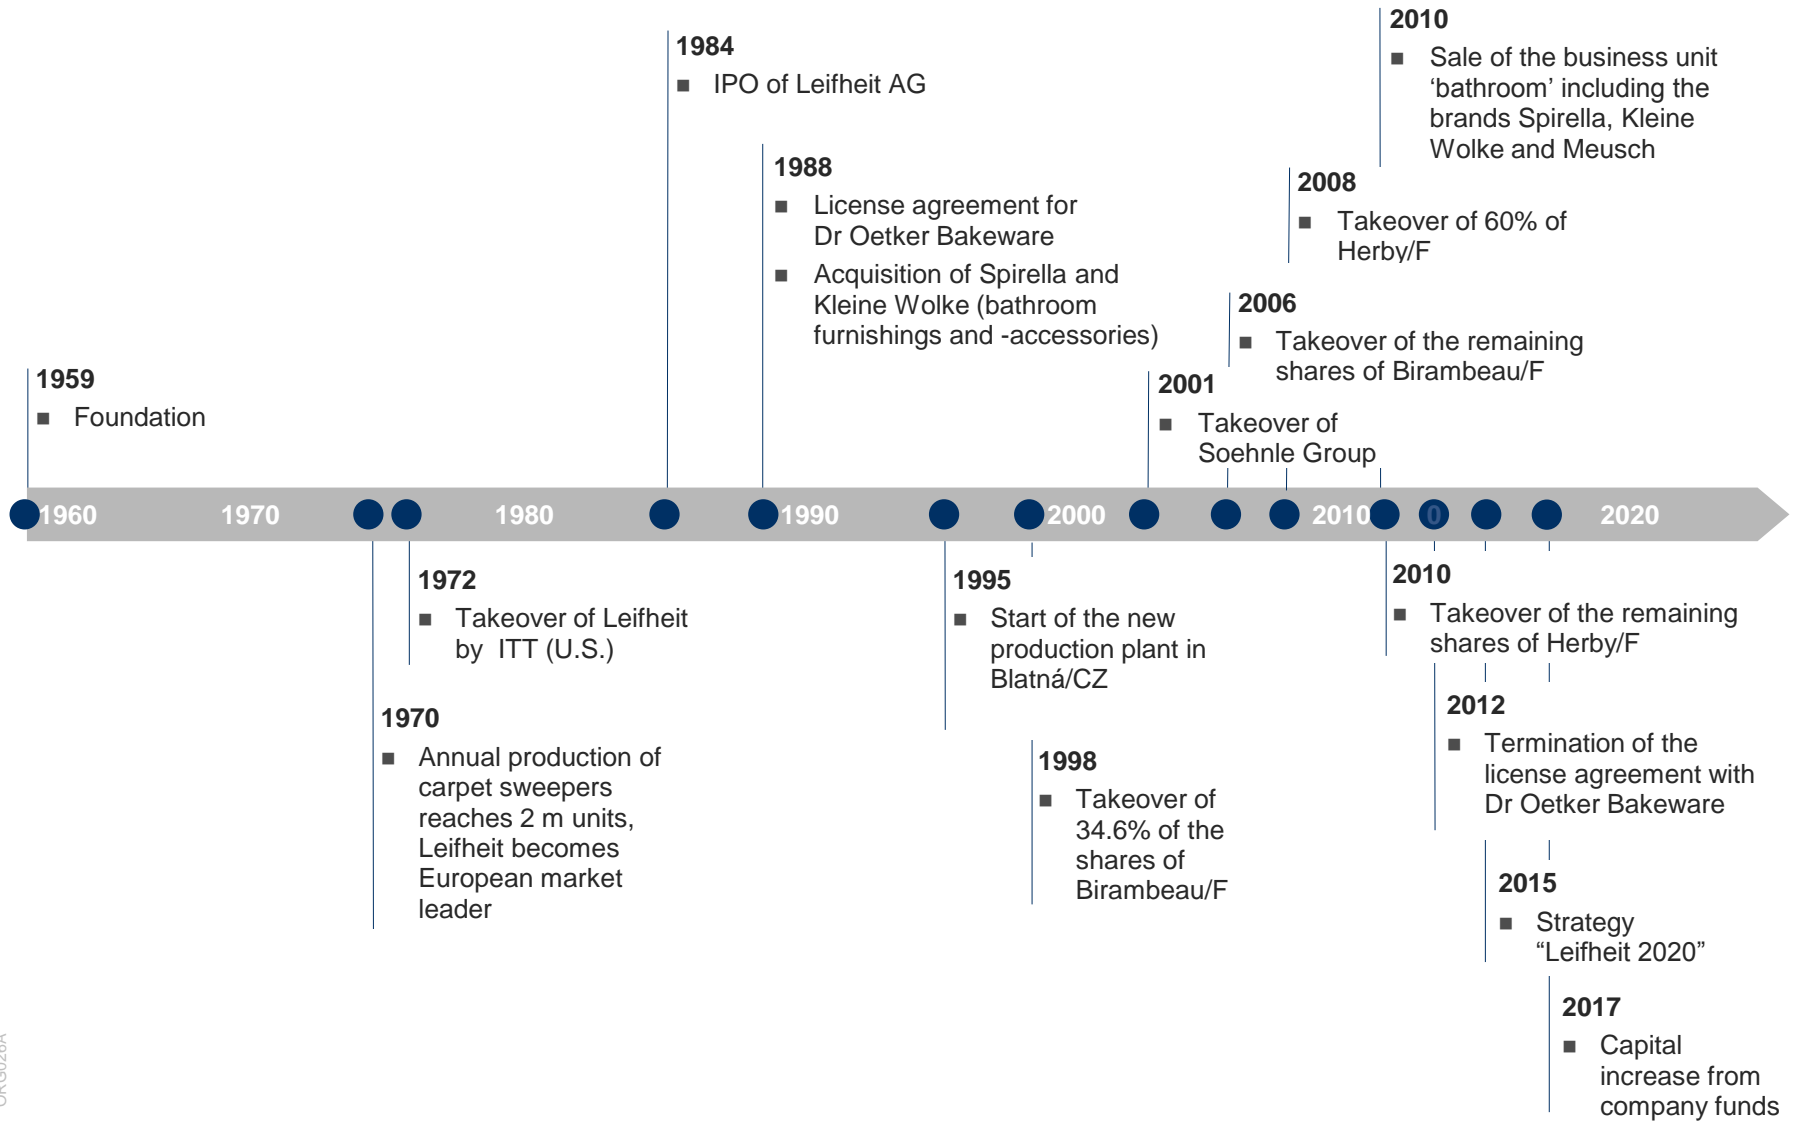 1959
■ Foundation
1984
■ IPO of Leifheit AG
1988
■ License agreement for
Dr Oetker Bakeware
■ Acquisition of Spirella and
Kleine Wolke (bathroom
furnishings and -accessories)
2001
■ Takeover of
Soehnle Group
2006
■ Takeover of the remaining
shares of Birambeau/F
2008
■ Takeover of 60% of
Herby/F
2010
■ Sale of the business unit
‘bathroom’ including the
brands Spirella, Kleine
Wolke and Meusch
1960 1970 1980 1990 2000 2010 0 2020
1970
■ Annual production of
carpet sweepers
reaches 2 m units,
Leifheit becomes
European market
leader
1972
■ Takeover of Leifheit
by ITT (U.S.)
1995
■ Start of the new
production plant in
Blatná/CZ
1998
■ Takeover of
34.6% of the
shares of
Birambeau/F
2010
■ Takeover of the remaining
shares of Herby/F
2012
■ Termination of the
license agreement with
Dr Oetker Bakeware
2015
■ Strategy
“Leifheit 2020”
2017
■ Capital
increase from
company funds